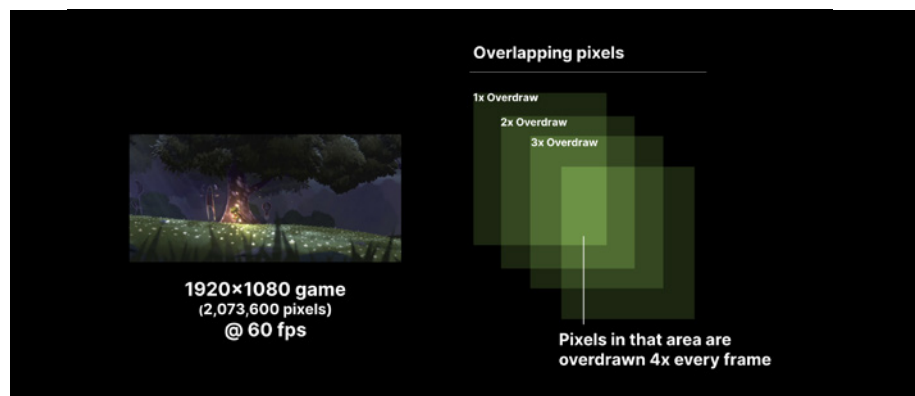 Overlapping pixels
1x Overdraw
2x Overdraw
3x Overdraw
1920×1080 game
(2,073,600 pixels)
@ 60 fps
Pixels in that area are
overdrawn 4x every frame